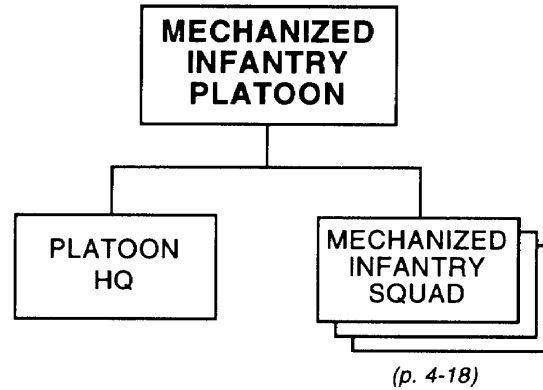 MECHANIZED
INFANTRY
PLATOON
PLATOON
HQ
MECHANIZED
INFANTRY
SQUAD
(p. 4-18)